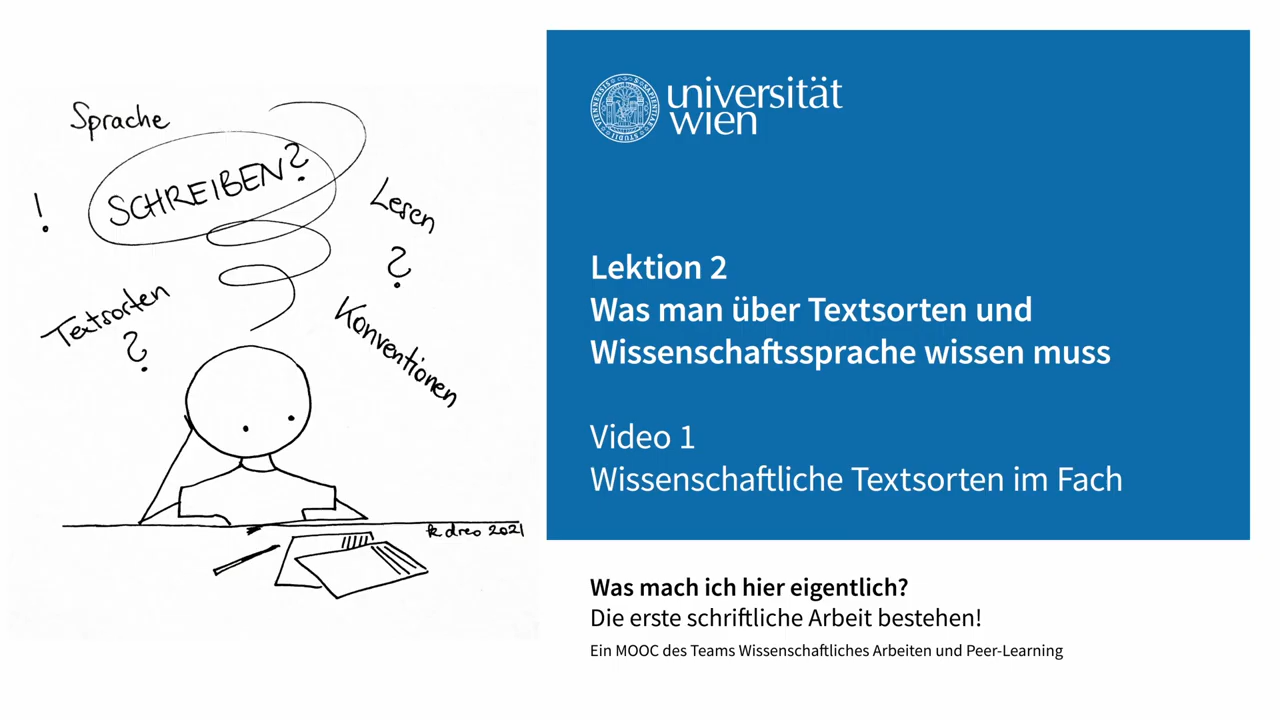 Sprache
SCHREIBEN?
!
Lesen
?
Textsorten
?
Konventionen
k dreo 2021
universität
wien
Lektion 2
Was man über Textsorten und
Wissenschaftssprache wissen muss
Video 1
Wissenschaftliche Textsorten im Fach
Was mach ich hier eigentlich?
Die erste schriftliche Arbeit bestehen!
Ein MOOC des Teams Wissenschaftliches Arbeiten und Peer-Learning